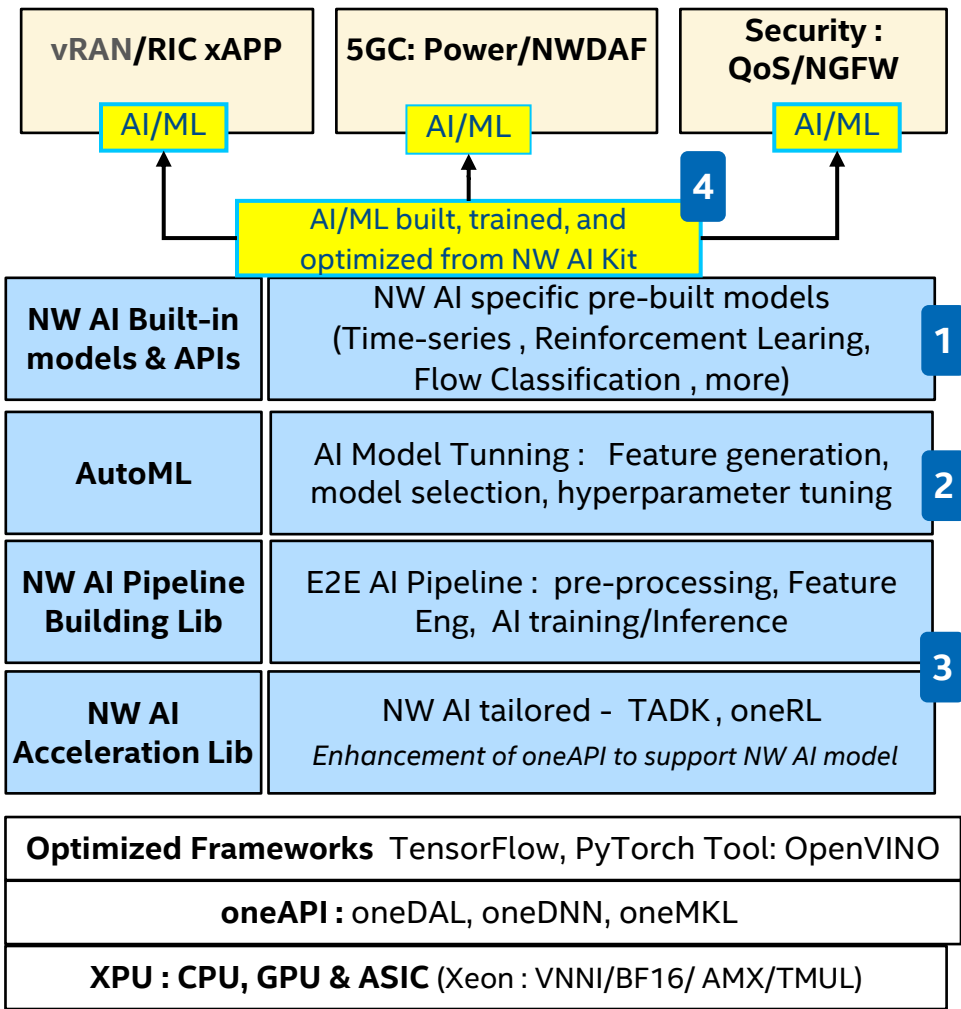 vRAN/RIC xAPP
AI/ML
5GC: Power/NWDAF
AI/ML
Security :
QoS/NGFW
AI/ML
4
AI/ML built, trained, and
optimized from NW AI Kit
NW AI Built-in
models & APIs
NW AI specific pre-built models
(Time-series , Reinforcement Learing,
Flow Classification , more)
1
AutoML
AI Model Tunning : Feature generation,
model selection, hyperparameter tuning
2
NW AI Pipeline
Building Lib
E2E AI Pipeline : pre-processing, Feature
Eng, AI training/Inference
3
NW AI
Acceleration Lib
NW AI tailored - TADK , oneRL
Enhancement of oneAPI to support NW AI model
Optimized Frameworks TensorFlow, PyTorch Tool: OpenVINO
oneAPI : oneDAL, oneDNN, oneMKL
XPU : CPU, GPU & ASIC (Xeon : VNNI/BF16/ AMX/TMUL)